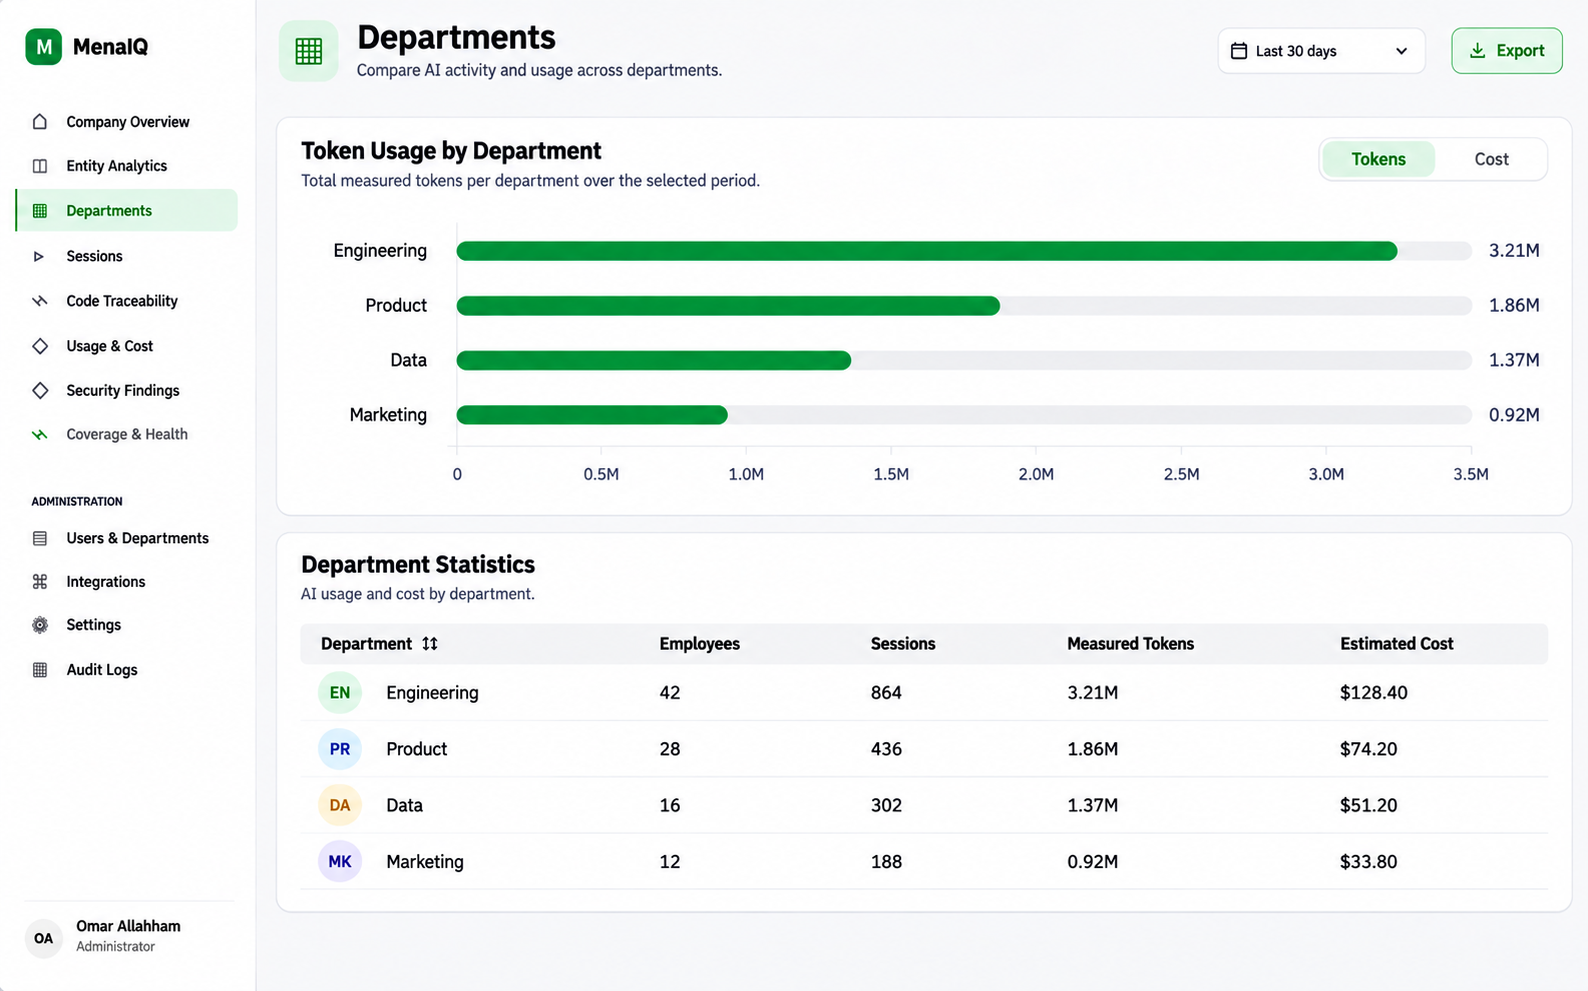 M MenaIQ
Company Overview
Entity Analytics
Departments
Sessions
Code Traceability
Usage & Cost
Security Findings
Coverage & Health
ADMINISTRATION
Users & Departments
Integrations
Settings
Audit Logs
OA
Omar Allahham
Administrator
Departments
Compare AI activity and usage across departments.
Last 30 days
Export
Token Usage by Department
Total measured tokens per department over the selected period.
Tokens Cost
Engineering 3.21M
Product 1.86M
Data 1.37M
Marketing 0.92M
0 0.5M 1.0M 1.5M 2.0M 2.5M 3.0M 3.5M
Department Statistics
AI usage and cost by department.
Department Employees Sessions Measured Tokens Estimated Cost
EN Engineering 42 864 3.21M $128.40
PR Product 28 436 1.86M $74.20
DA Data 16 302 1.37M $51.20
MK Marketing 12 188 0.92M $33.80